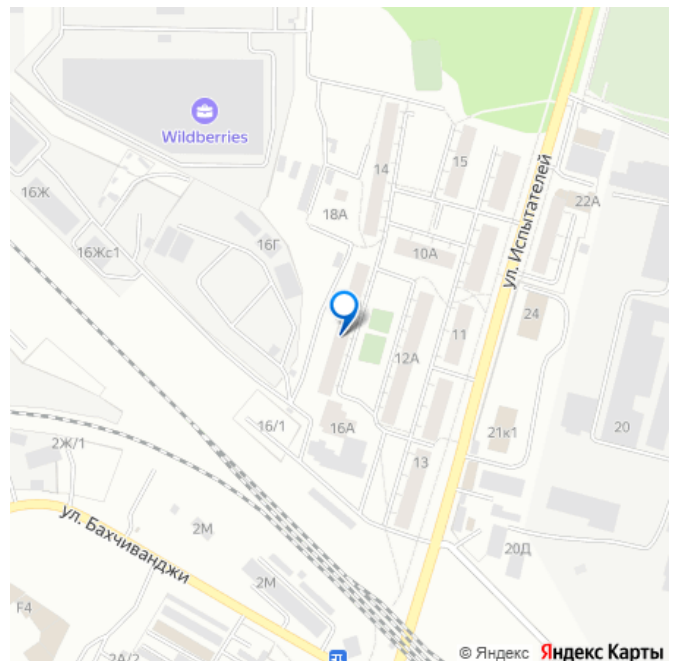 Wildberries
15
14
16Ж
22А
18А
ул. Испытателей
16Г
10А
16Жс1
24
11
12А
16/1
16А
21к1
20
2Ж/1
13
ул. Бахчиванджи
2М
20Д
2М
F4
2А/2
© Яндекс Яндекс Карты